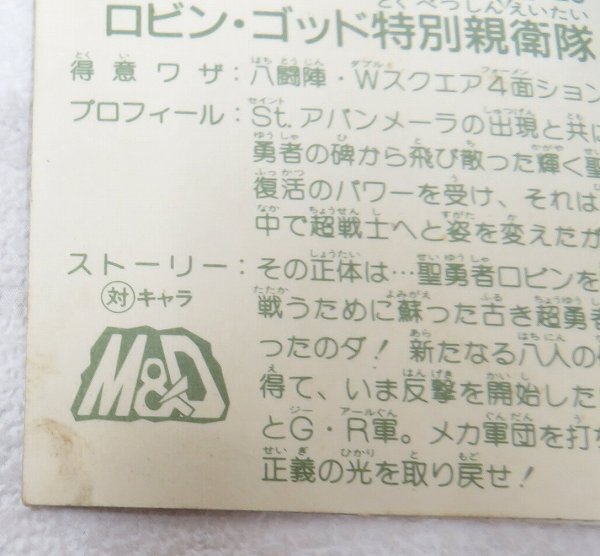 ロビン・ゴッド特別親衛隊
得意ワザ：八闘陣・Wスクエア4面ション
プロフィール：St.アバンメーラの出現と共に
勇者の碑から飛び散った輝く聖
復活のパワーを受け、それは
中で超戦士へと姿を変えたが
ストーリー：その正体は…聖勇者ロビンを
対キャラ
戦うために蘇った古き超勇者
ったのダ！新たなる八人の
得て、いま反撃を開始した
M&D
とG・R軍。メカ軍団を打
正義の光を取り戻せ！